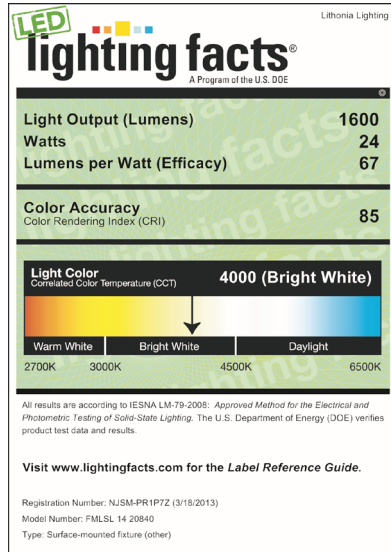 LED
Lithonia Lighting
lighting facts®
A Program of the U.S. DOE
Light Output (Lumens) 1600
Watts 24
Lumens per Watt (Efficacy) 67
Color Accuracy
Color Rendering Index (CRI) 85
Light Color
Correlated Color Temperature (CCT) 4000 (Bright White)
Warm White Bright White Daylight
2700K 3000K 4500K 6500K
All results are according to IESNA LM-79-2008: Approved Method for the Electrical and
Photometric Testing of Solid-State Lighting. The U.S. Department of Energy (DOE) verifies
product test data and results.
Visit www.lightingfacts.com for the Label Reference Guide.
Registration Number: NJSM-PR1P7Z (3/18/2013)
Model Number: FMLSL 14 20840
Type: Surface-mounted fixture (other)